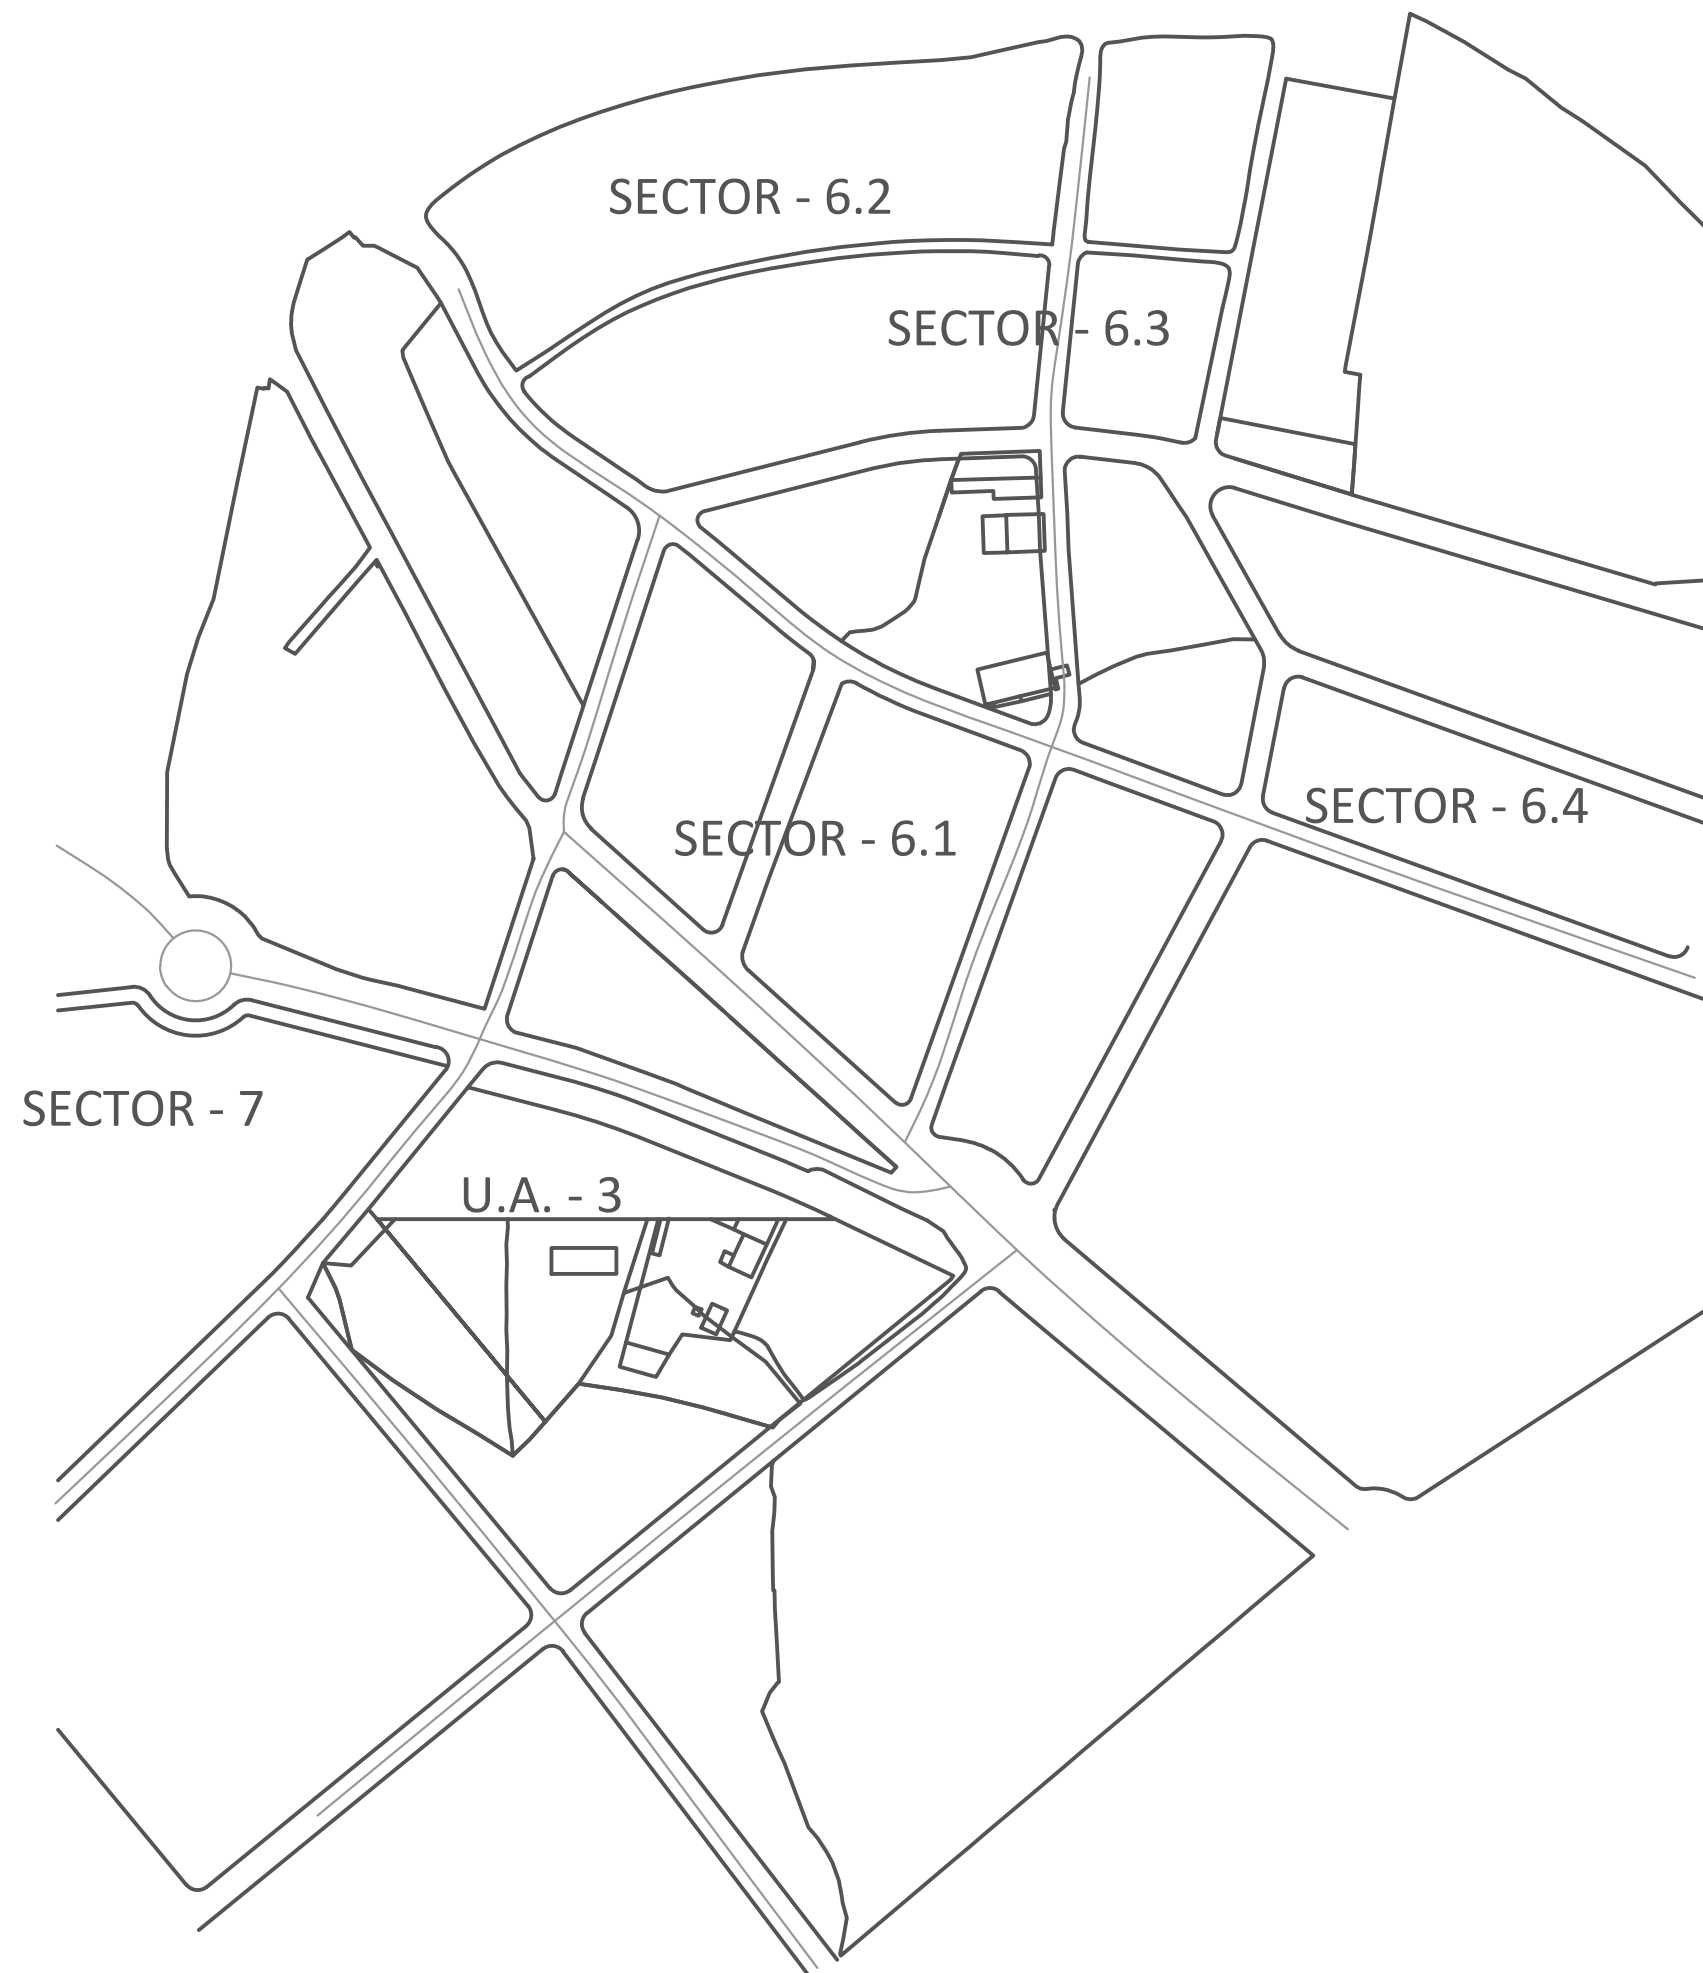 SECTOR - 6.2
SECTOR - 6.3
SECTOR - 6.4
SECTOR - 6.1
SECTOR - 7
U.A. - 3